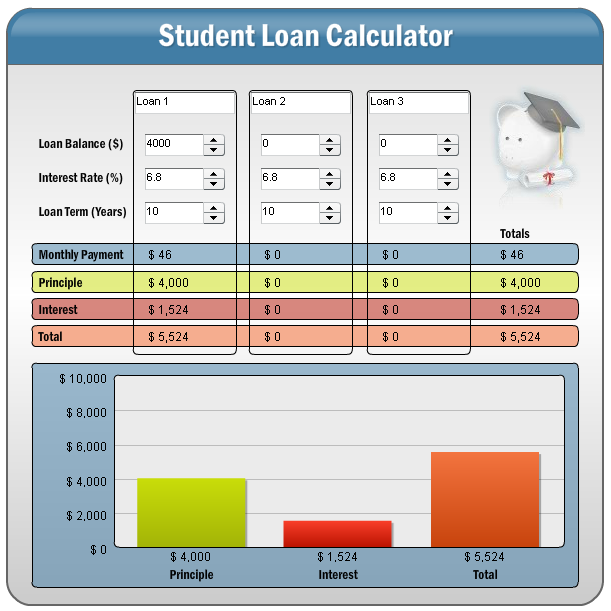 Student Loan Calculator
Loan 1 Loan 2 Loan 3
Loan Balance ($) 4000 0 0
Interest Rate (%) 6.8 6.8 6.8
Loan Term (Years) 10 10 10
Totals
Monthly Payment $ 46 $ 0 $ 0 $ 46
Principle $ 4,000 $ 0 $ 0 $ 4,000
Interest $ 1,524 $ 0 $ 0 $ 1,524
Total $ 5,524 $ 0 $ 0 $ 5,524
$ 10,000
$ 8,000
$ 6,000
$ 4,000
$ 2,000
$ 0
$ 4,000 $ 1,524 $ 5,524
Principle Interest Total